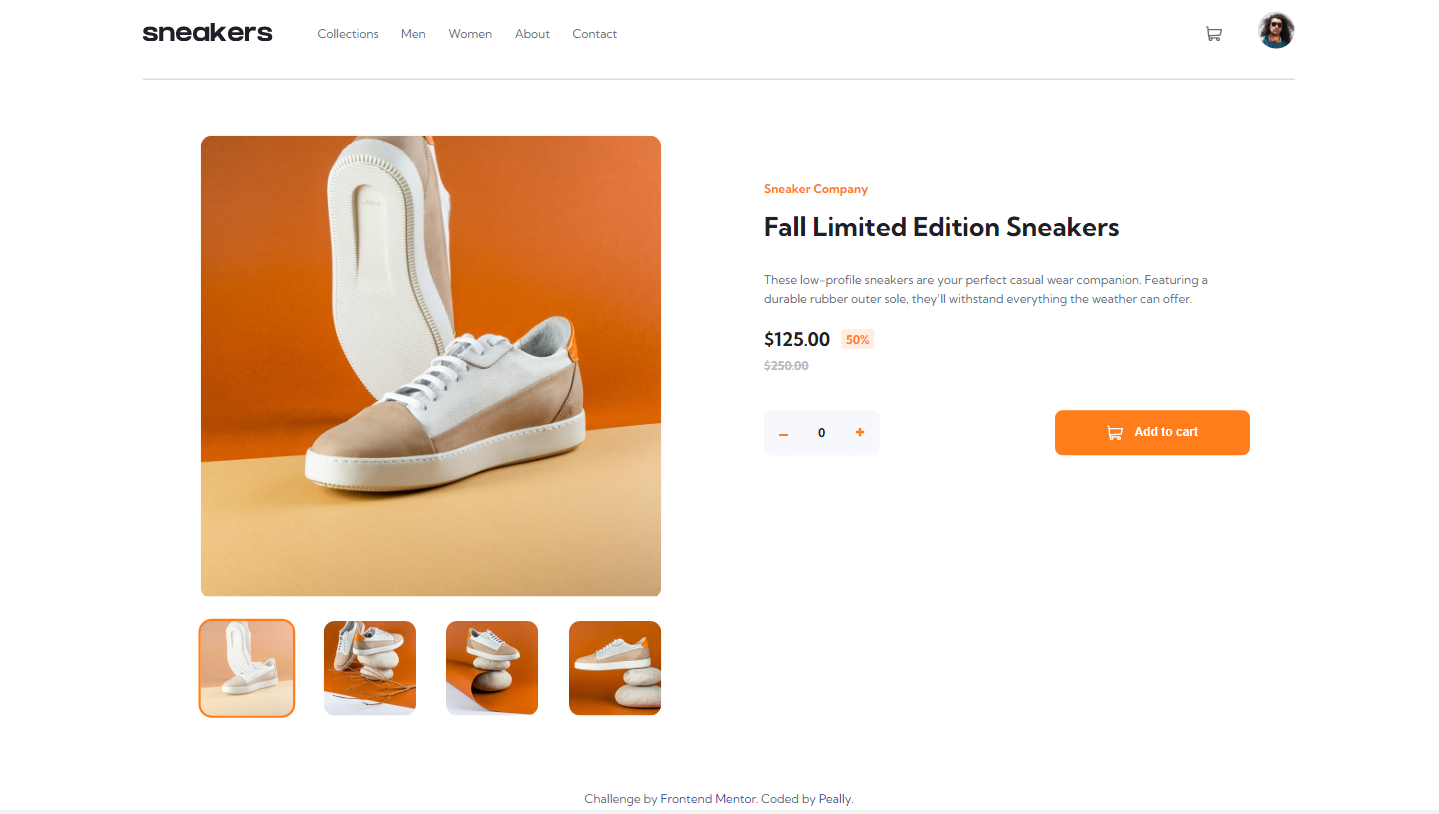 sneakers
Collections Men Women About Contact
Sneaker Company
Fall Limited Edition Sneakers
These low-profile sneakers are your perfect casual wear companion. Featuring a
durable rubber outer sole, they'll withstand everything the weather can offer.
$125.00 50%
$250.00
– 0 +
Add to cart
Challenge by Frontend Mentor. Coded by Peally.